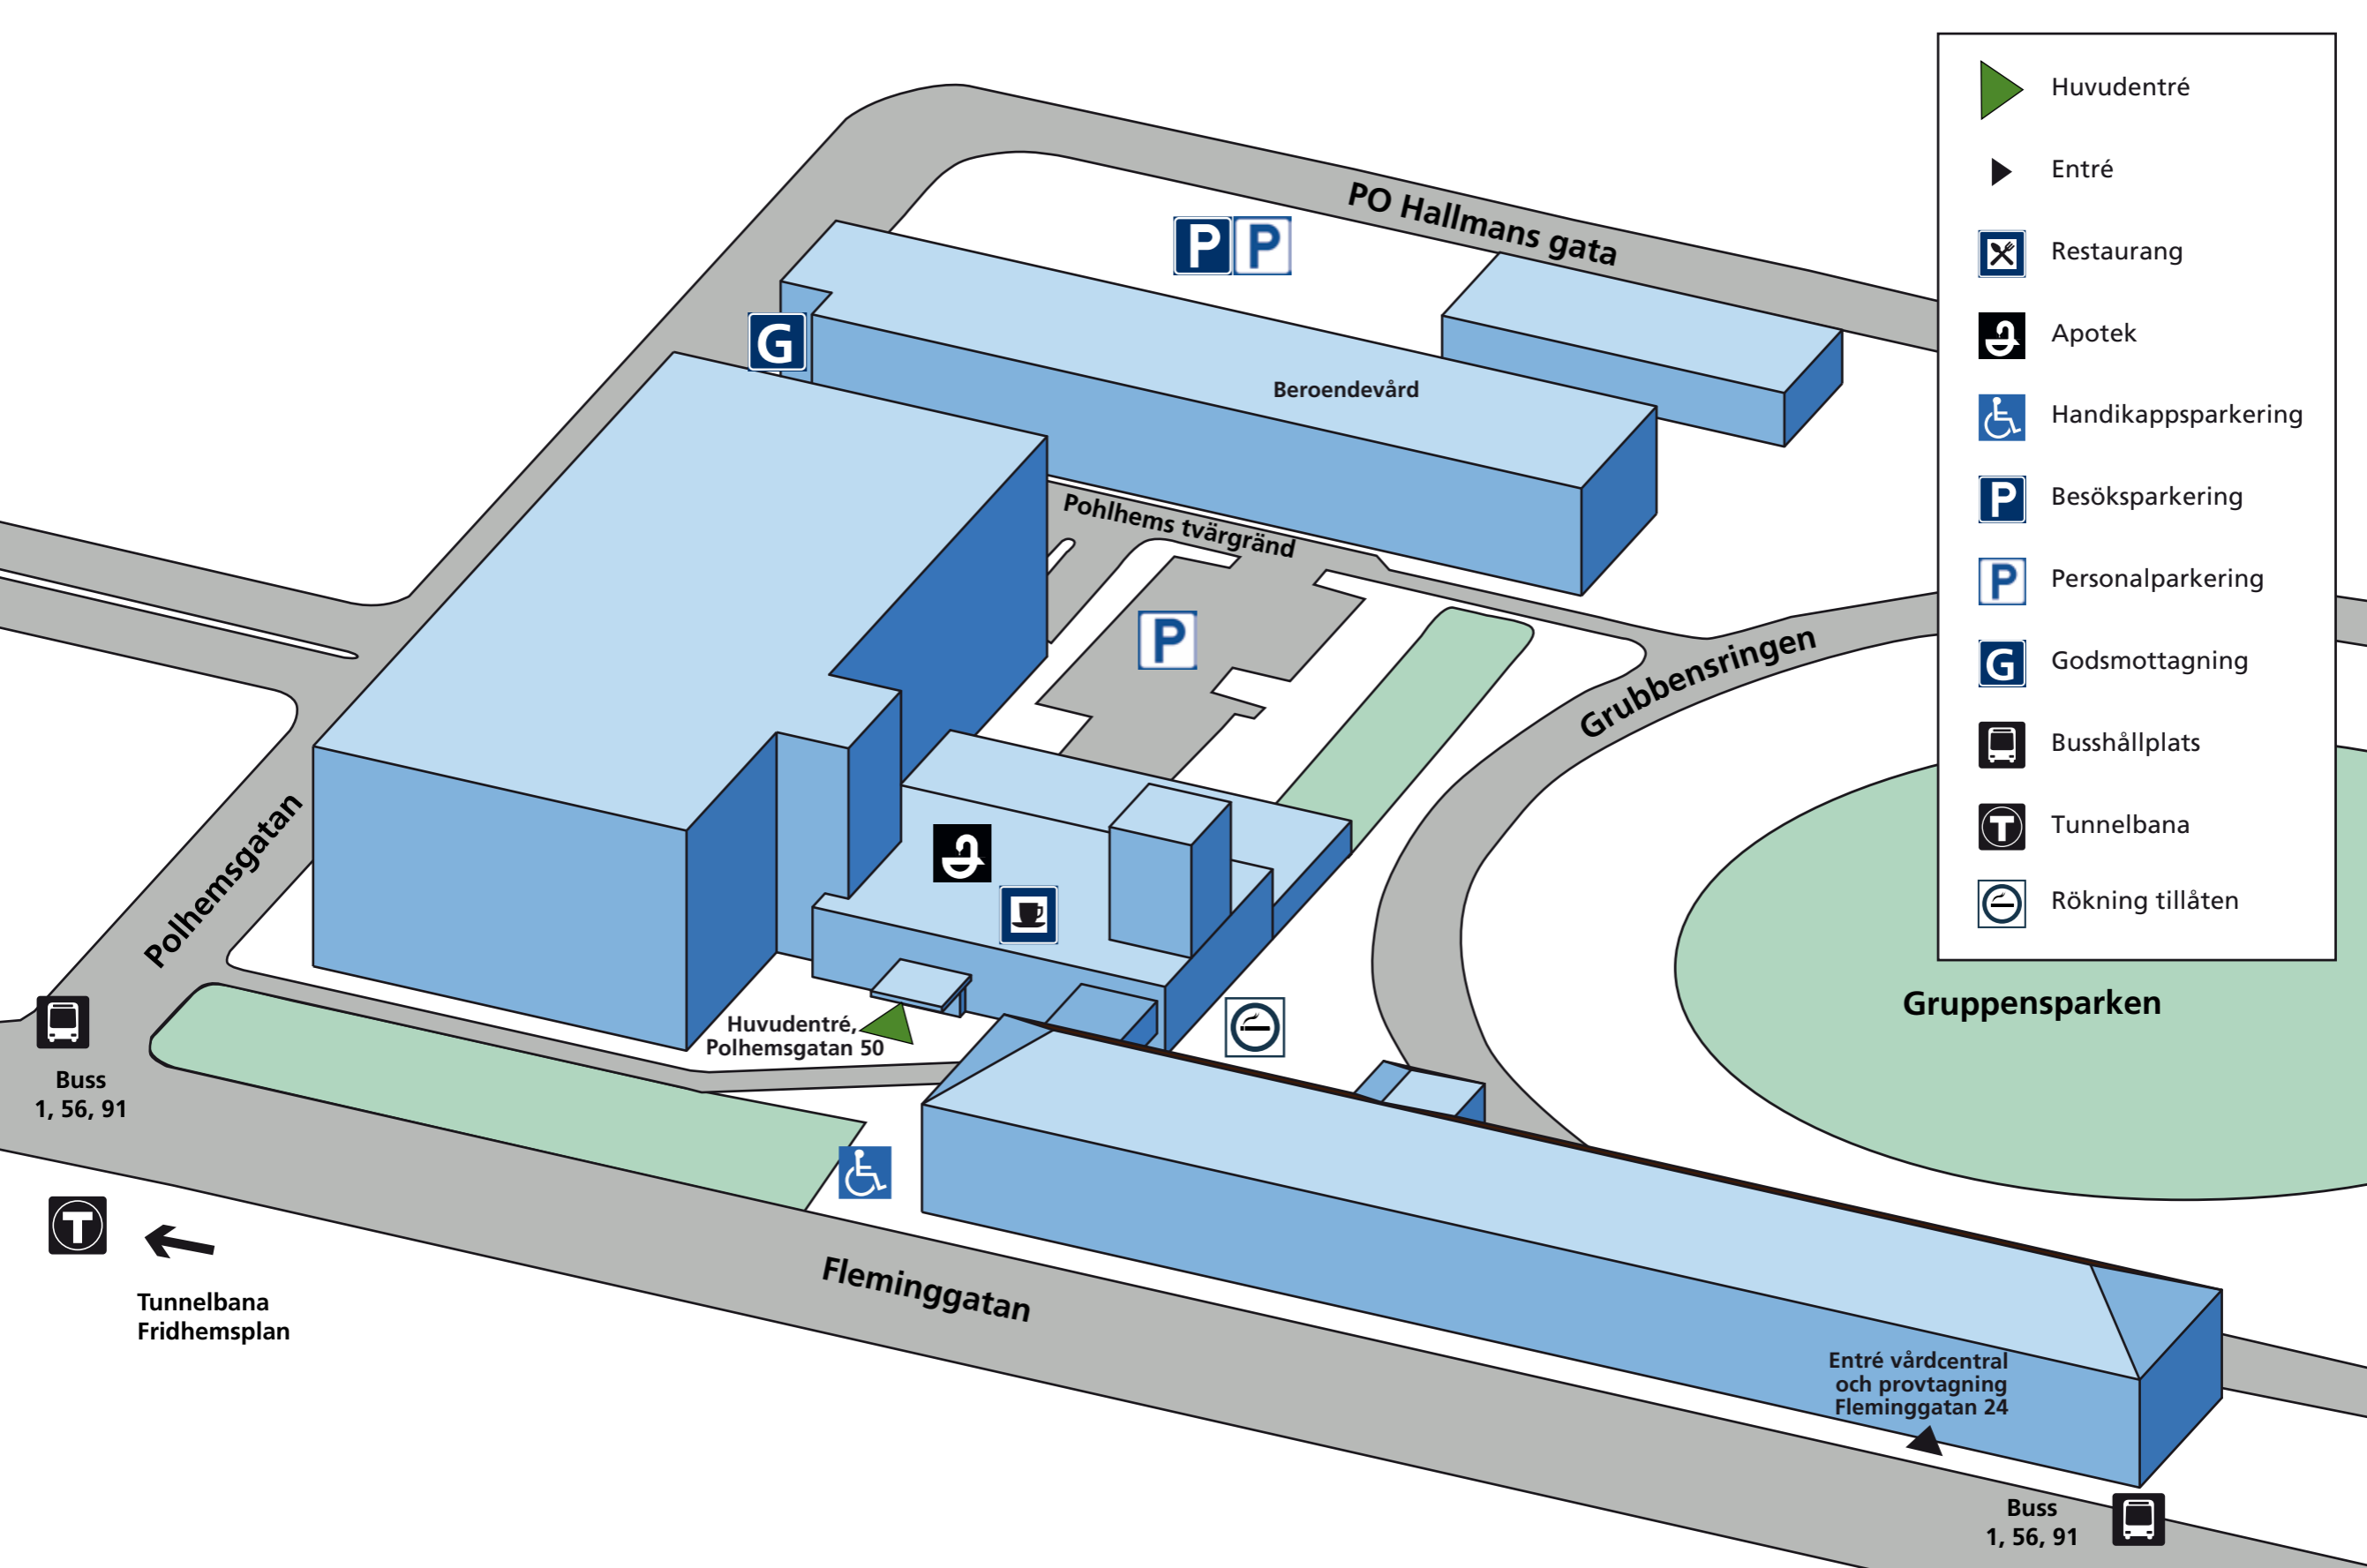 Huvudentré
Entré
Restaurang
Apotek
Handikappsparkering
P
Besöksparkering
P
Personalparkering
G
Godsmottagning
Busshållplats
T
Tunnelbana
Rökning tillåten
PO Hallmans gata
P P
G
Beroendevård
Pohlhems tvärgränd
P
Grubbensringen
Polhemsgatan
Gruppensparken
Huvudentré,
Polhemsgatan 50
Buss
1, 56, 91
T
Tunnelbana
Fridhemsplan
Fleminggatan
Entré vårdcentral
och provtagning
Fleminggatan 24
Buss
1, 56, 91